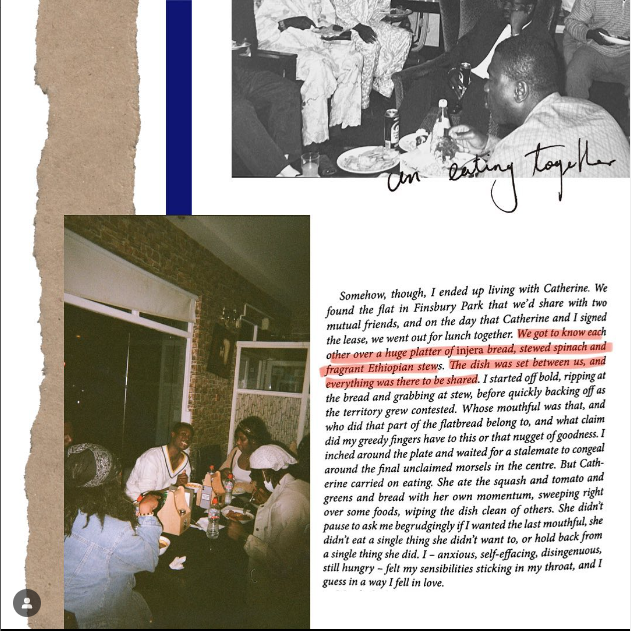 an eating together
Somehow, though, I ended up living with Catherine. We
found the flat in Finsbury Park that we'd share with two
mutual friends, and on the day that Catherine and I signed
the lease, we went out for lunch together. We got to know each
other over a huge platter of injera bread, stewed spinach and
fragrant Ethiopian stews. The dish was set between us, and
everything was there to be shared. I started off bold, ripping at
the bread and grabbing at stew, before quickly backing off as
the territory grew contested. Whose mouthful was that, and
who did that part of the flatbread belong to, and what claim
did my greedy fingers have to this or that nugget of goodness. I
inched around the plate and waited for a stalemate to congeal
around the final unclaimed morsels in the centre. But Cath-
erine carried on eating. She ate the squash and tomato and
greens and bread with her own momentum, sweeping right
over some foods, wiping the dish clean of others. She didn't
pause to ask me begrudgingly if I wanted the last mouthful, she
didn't eat a single thing she didn't want to, or hold back from
a single thing she did. I – anxious, self-effacing, disingenuous,
still hungry – felt my sensibilities sticking in my throat, and I
guess in a way I fell in love.